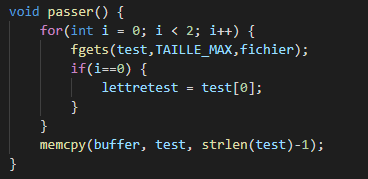 void passer() {
    for(int i = 0; i < 2; i++) {
        fgets(test,TAILLE_MAX,fichier);
        if(i==0) {
            lettretest = test[0];
        }
    }
    memcpy(buffer, test, strlen(test)-1);
}